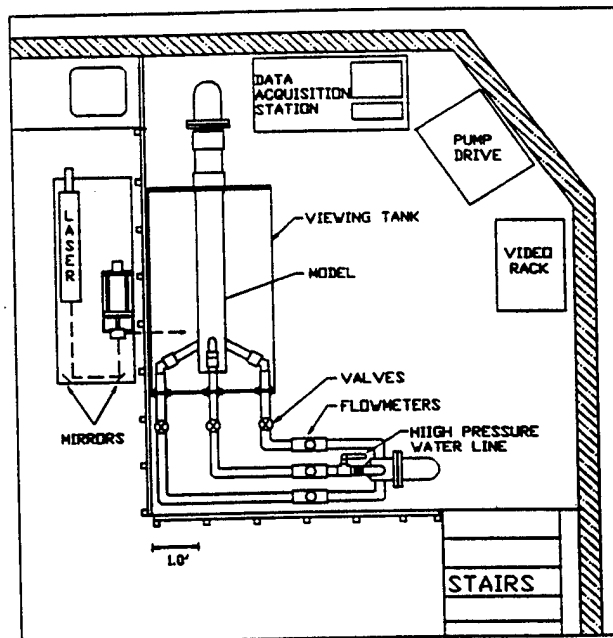 DATA
ACQUISITION
STATION
PUMP
DRIVE
LASER
VIEWING TANK
VIDEO
RACK
MODEL
VALVES
FLOWMETERS
MIRRORS
HIIGH PRESSURE
WATER LINE
1.0'
STAIRS